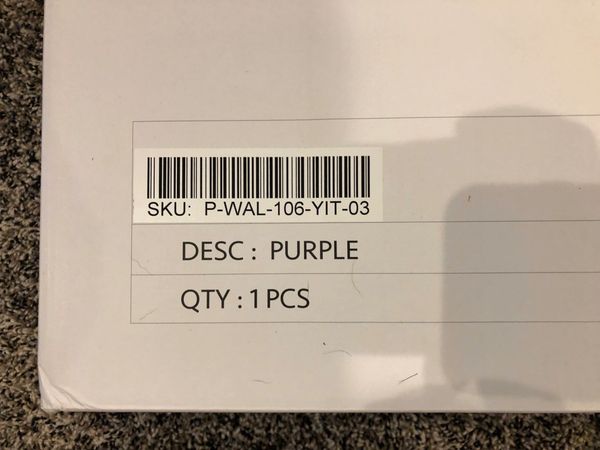 SKU: P-WAL-106-YIT-03
DESC : PURPLE
QTY : 1 PCS